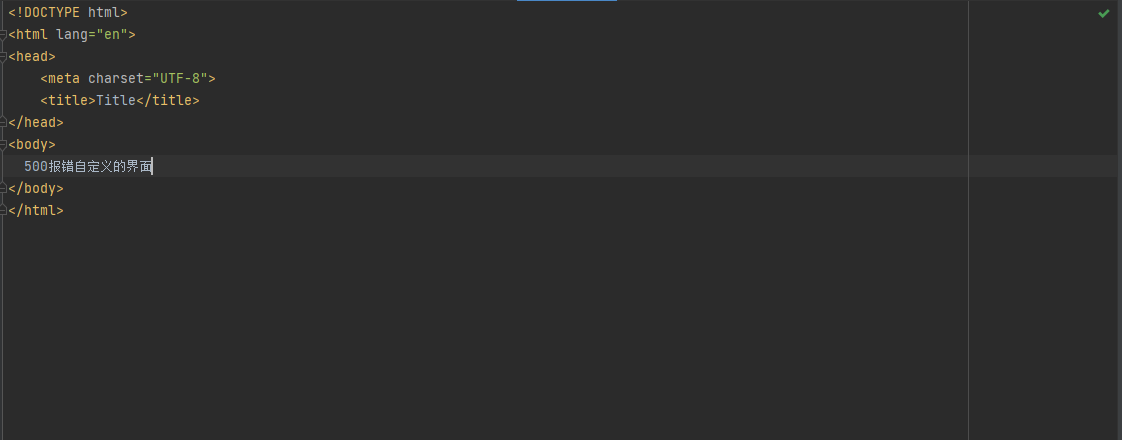 <!DOCTYPE html>
<html lang="en">
<head>
    <meta charset="UTF-8">
    <title>Title</title>
</head>
<body>
  500报错自定义的界面
</body>
</html>